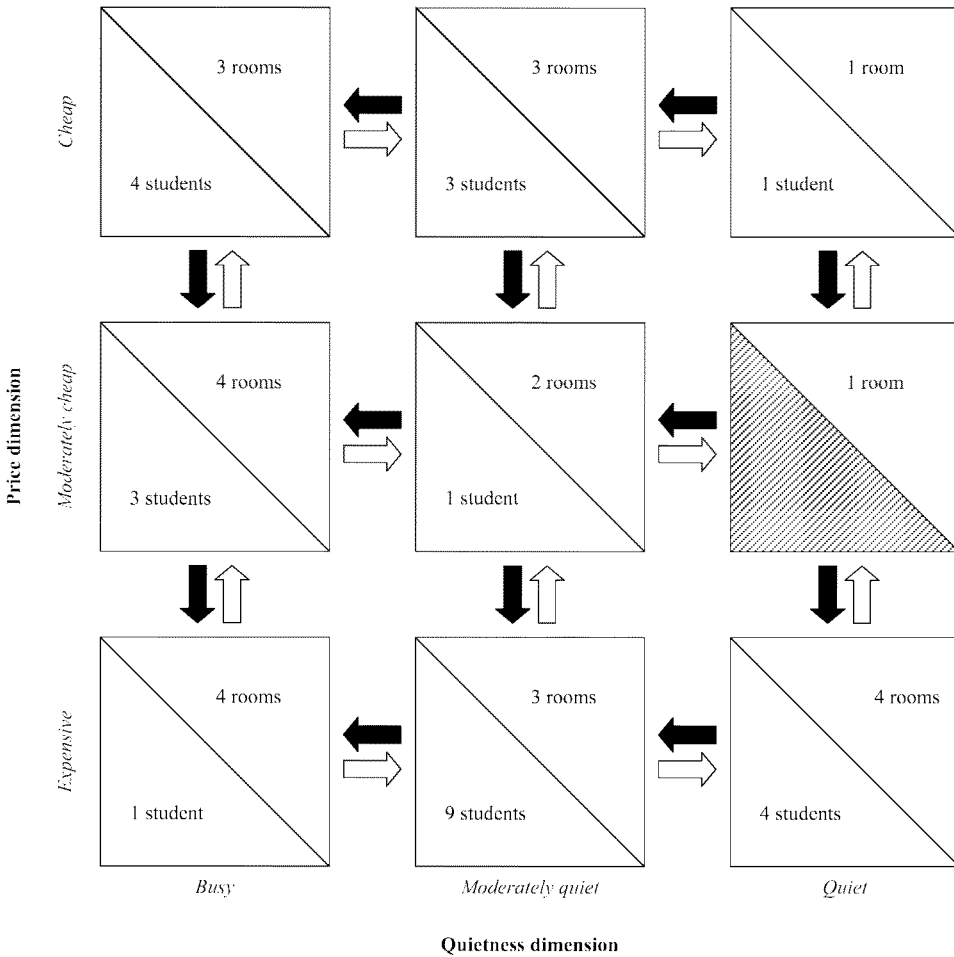 3 rooms
3 rooms
1 room
Cheap
4 students
3 students
1 student
4 rooms
2 rooms
1 room
Price dimension
Moderately cheap
3 students
1 student
4 rooms
3 rooms
4 rooms
Expensive
1 student
9 students
4 students
Busy
Moderately quiet
Quiet
Quietness dimension